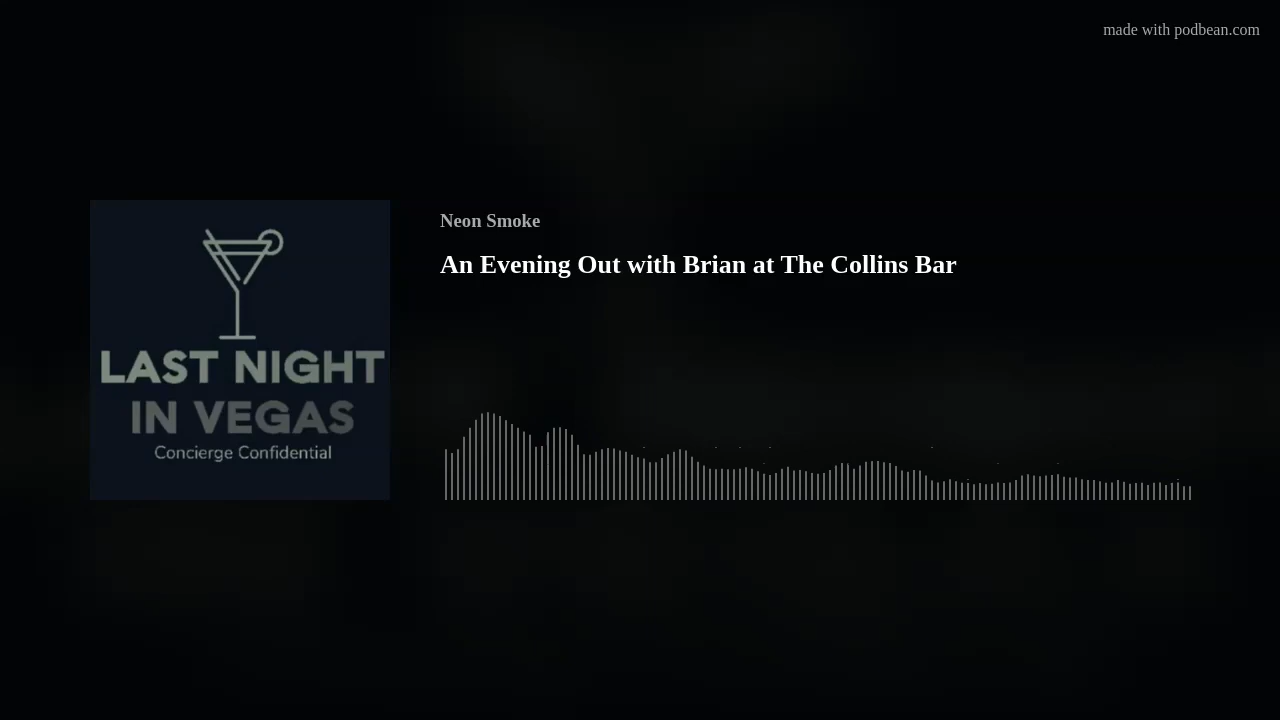 made with podbean.com
Neon Smoke
An Evening Out with Brian at The Collins Bar
LAST NIGHT
IN VEGAS
Concierge Confidential